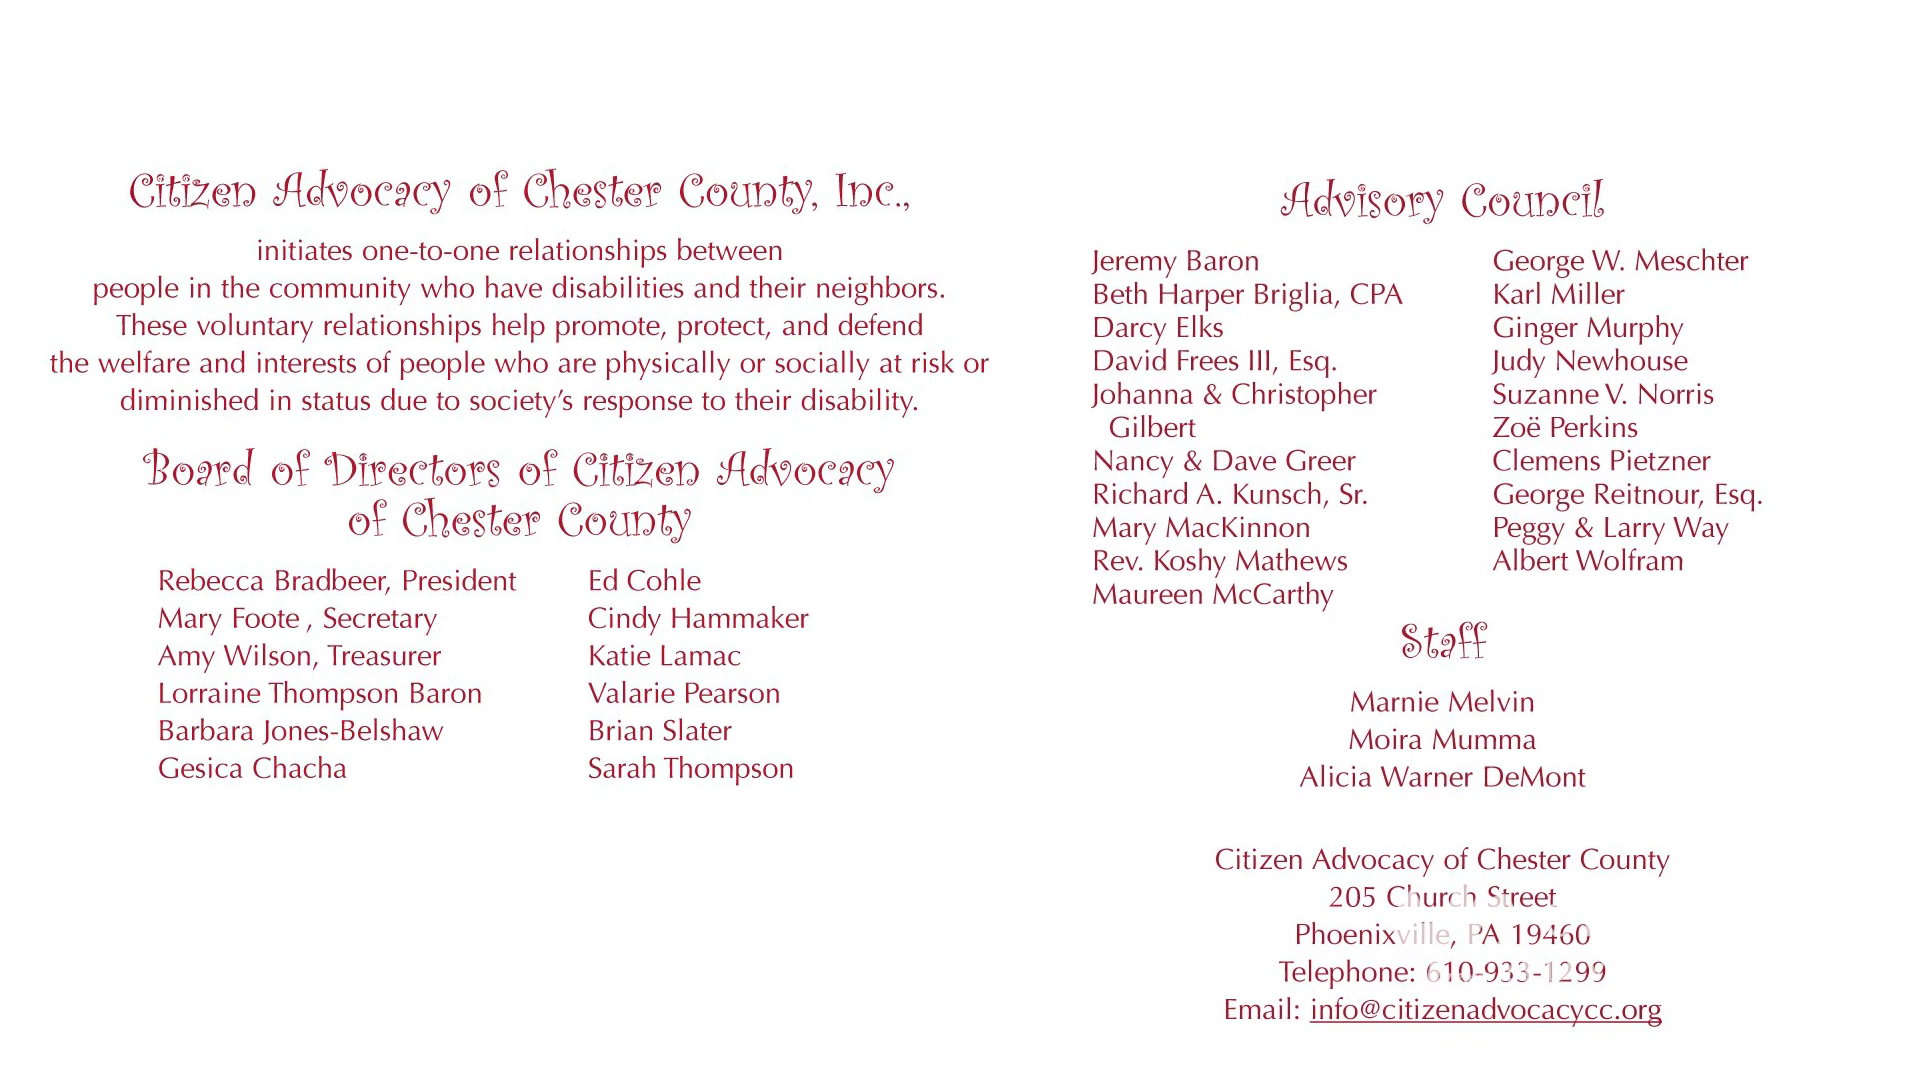 Citizen Advocacy of Chester County, Inc.,
initiates one-to-one relationships between
people in the community who have disabilities and their neighbors.
These voluntary relationships help promote, protect, and defend
the welfare and interests of people who are physically or socially at risk or
diminished in status due to society's response to their disability.
Board of Directors of Citizen Advocacy
of Chester County
Rebecca Bradbeer, President
Mary Foote , Secretary
Amy Wilson, Treasurer
Lorraine Thompson Baron
Barbara Jones-Belshaw
Gesica Chacha
Ed Cohle
Cindy Hammaker
Katie Lamac
Valarie Pearson
Brian Slater
Sarah Thompson
Advisory Council
Jeremy Baron
Beth Harper Briglia, CPA
Darcy Elks
David Frees III, Esq.
Johanna & Christopher
Gilbert
Nancy & Dave Greer
Richard A. Kunsch, Sr.
Mary MacKinnon
Rev. Koshy Mathews
Maureen McCarthy
George W. Meschter
Karl Miller
Ginger Murphy
Judy Newhouse
Suzanne V. Norris
Zoë Perkins
Clemens Pietzner
George Reitnour, Esq.
Peggy & Larry Way
Albert Wolfram
Staff
Marnie Melvin
Moira Mumma
Alicia Warner DeMont
Citizen Advocacy of Chester County
205 Church Street
Phoenixville, PA 19460
Telephone: 610-933-1299
Email: info@citizenadvocacycc.org